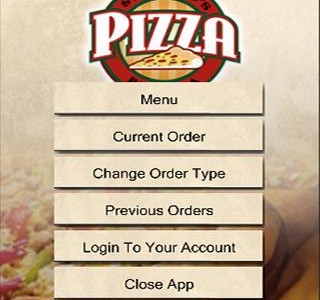 PIZZA
Menu
Current Order
Change Order Type
Previous Orders
Login To Your Account
Close App